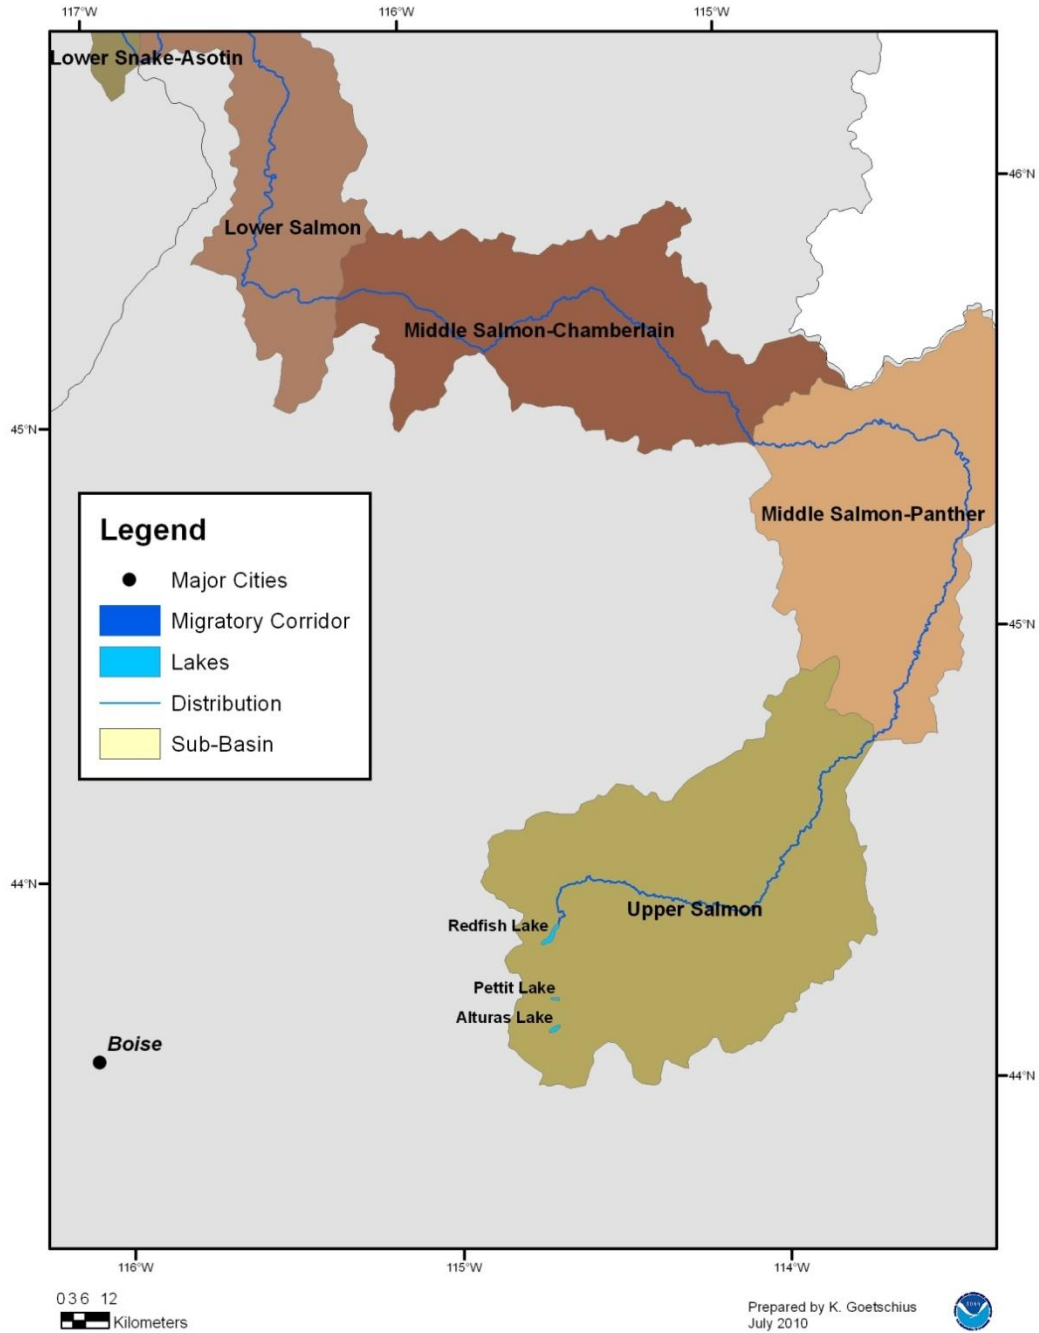 117°W 116°W 115°W
Lower Snake-Asotin
46°N
Lower Salmon
Middle Salmon-Chamberlain
45°N
Middle Salmon-Panther
Legend
Major Cities
Migratory Corridor
Lakes
Distribution
Sub-Basin
45°N
44°N
Upper Salmon
Redfish Lake
Pettit Lake
Alturas Lake
Boise
44°N
116°W 115°W 114°W
0 3 6 12
Kilometers
Prepared by K. Goetschius
July 2010